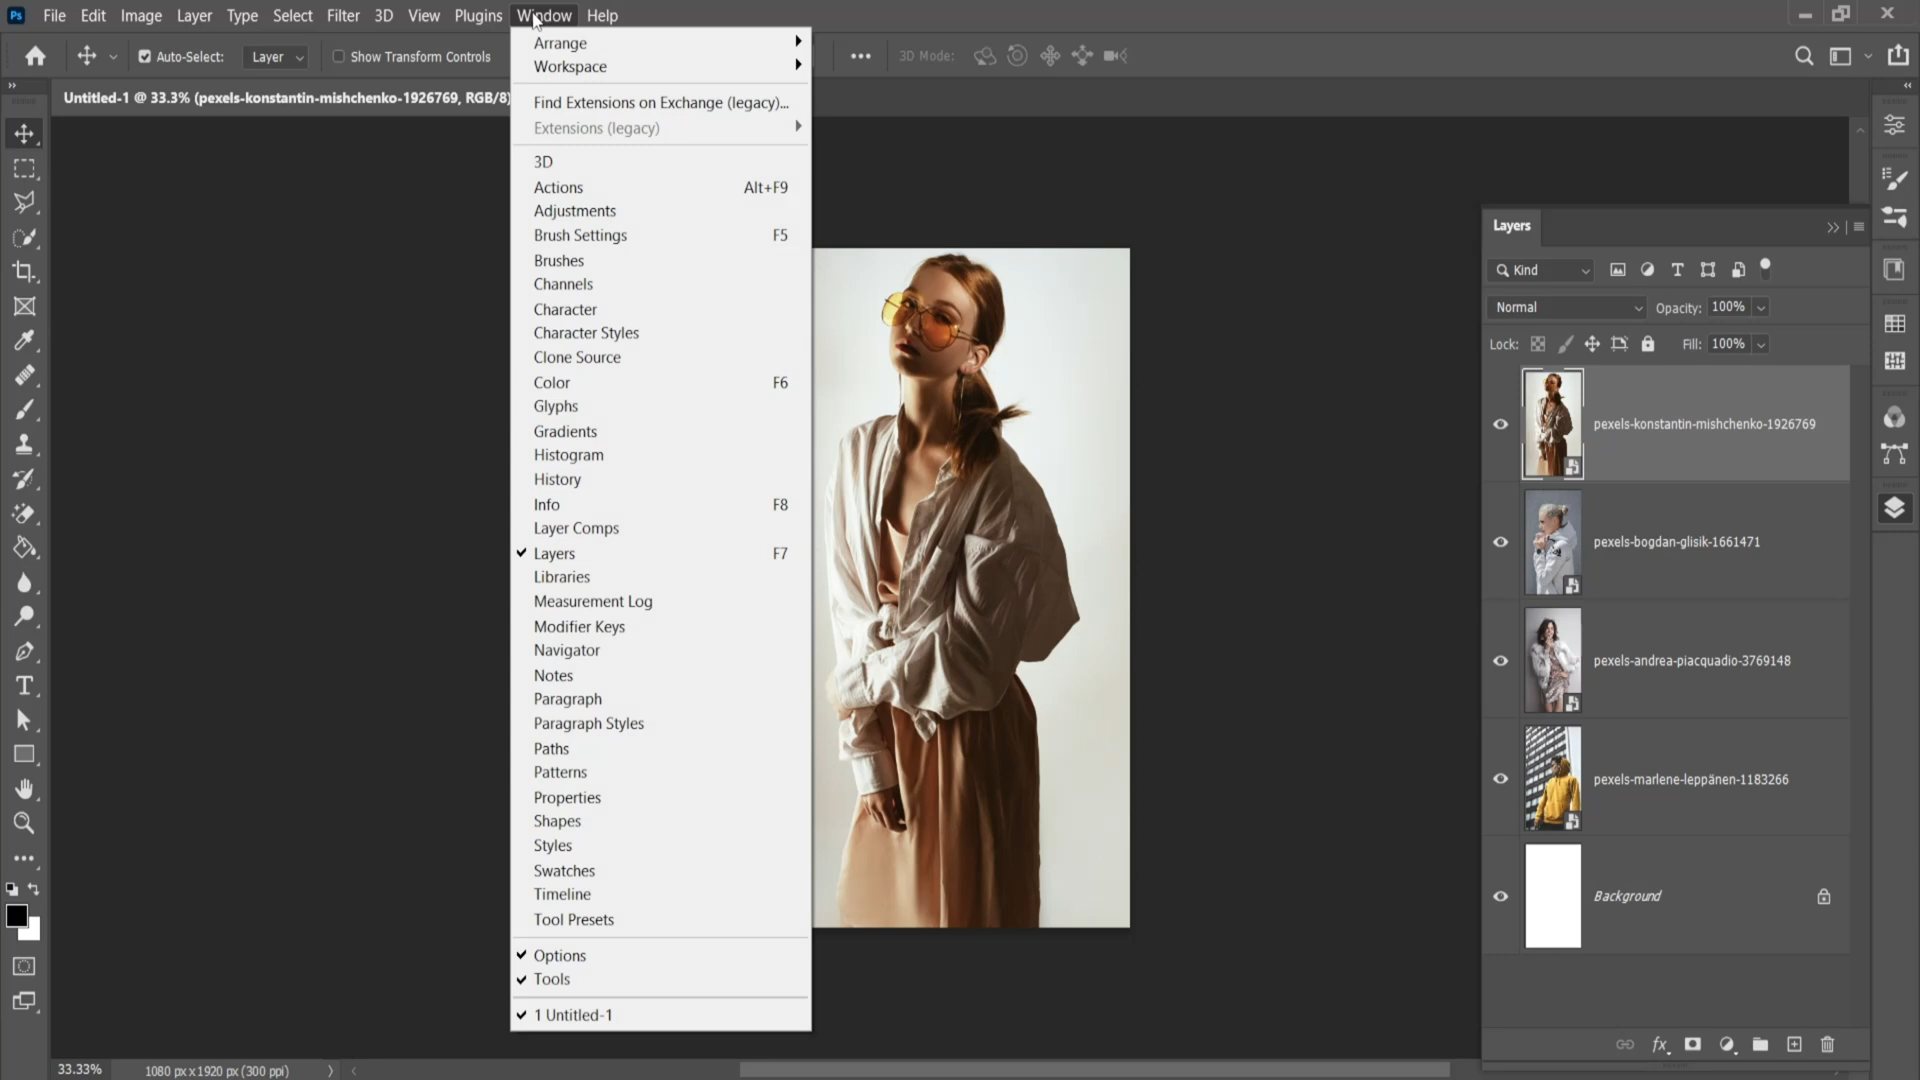 Ps File Edit Image Layer Type Select Filter 3D View Plugins Window Help
Auto-Select: Layer Show Transform Controls 3D Mode:
Untitled-1 @ 33.3% (pexels-konstantin-mishchenko-1926769, RGB/8)
Arrange
Workspace
Find Extensions on Exchange (legacy)...
Extensions (legacy)
3D
Actions Alt+F9
Adjustments
Brush Settings F5
Brushes
Channels
Character
Character Styles
Clone Source
Color F6
Glyphs
Gradients
Histogram
History
Info F8
Layer Comps
Layers F7
Libraries
Measurement Log
Modifier Keys
Navigator
Notes
Paragraph
Paragraph Styles
Paths
Patterns
Properties
Shapes
Styles
Swatches
Timeline
Tool Presets
Options
Tools
1 Untitled-1
Layers
Kind
Normal Opacity: 100%
Lock: Fill: 100%
pexels-konstantin-mishchenko-1926769
pexels-bogdan-glisik-1661471
pexels-andrea-piacquadio-3769148
pexels-marlene-leppänen-1183266
Background
fx
33.33% 1080 px x 1920 px (300 ppi)